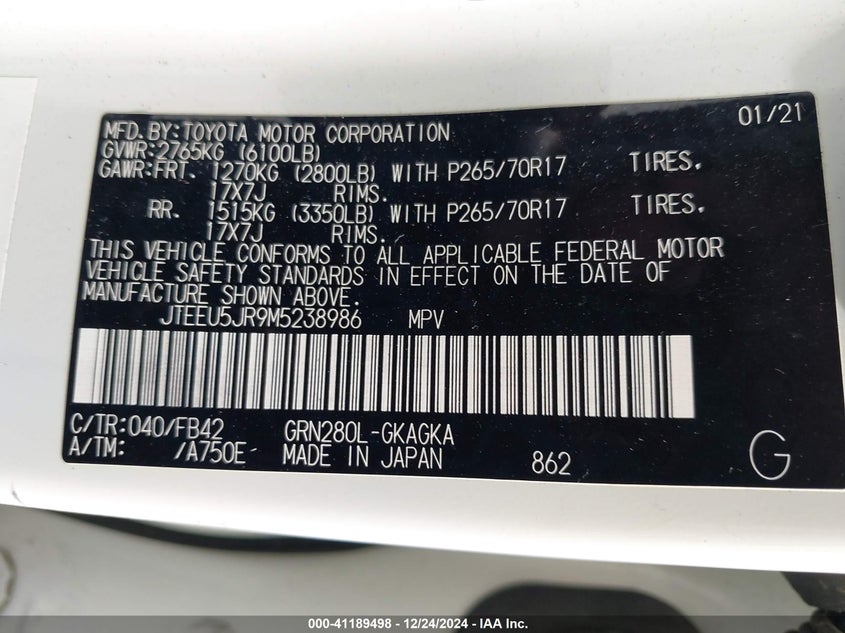 01/21
MFD.BY:TOYOTA MOTOR CORPORATION
GVWR:2765KG (6100LB)
GAWR:FRT. 1270KG (2800LB) WITH P265/70R17 TIRES.
17X7J RIMS.
RR. 1515KG (3350LB) WITH P265/70R17 TIRES.
17X7J RIMS.
THIS VEHICLE CONFORMS TO ALL APPLICABLE FEDERAL MOTOR
VEHICLE SAFETY STANDARDS IN EFFECT ON THE DATE OF
MANUFACTURE SHOWN ABOVE.
JTEEU5JR9M5238986 MPV
C/TR:040/FB42 GRN280L-GKAGKA
A/TM: /A750E MADE IN JAPAN 862 G
000-41189498 - 12/24/2024 - IAA Inc.